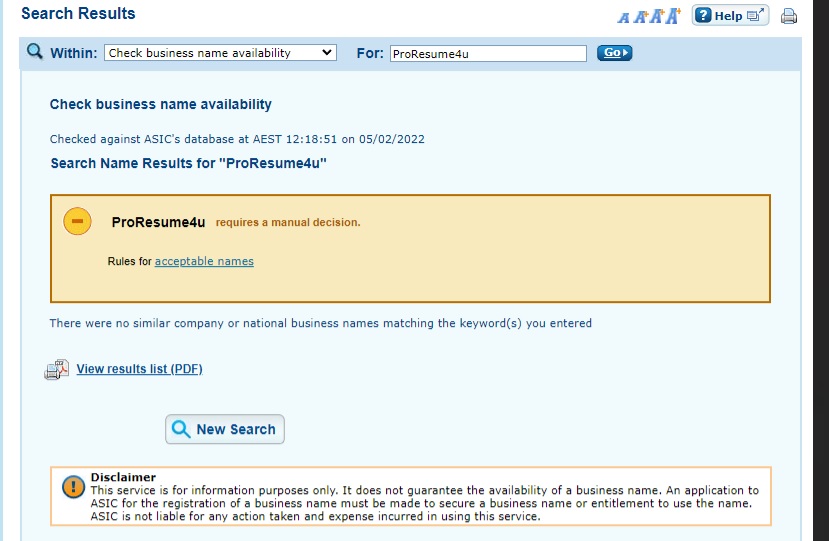 Search Results
A A A A Help
Within: Check business name availability For: ProResume4u Go
Check business name availability
Checked against ASIC's database at AEST 12:18:51 on 05/02/2022
Search Name Results for "ProResume4u"
ProResume4u requires a manual decision.
Rules for acceptable names
There were no similar company or national business names matching the keyword(s) you entered
View results list (PDF)
New Search
Disclaimer
This service is for information purposes only. It does not guarantee the availability of a business name. An application to
ASIC for the registration of a business name must be made to secure a business name or entitlement to use the name.
ASIC is not liable for any action taken and expense incurred in using this service.